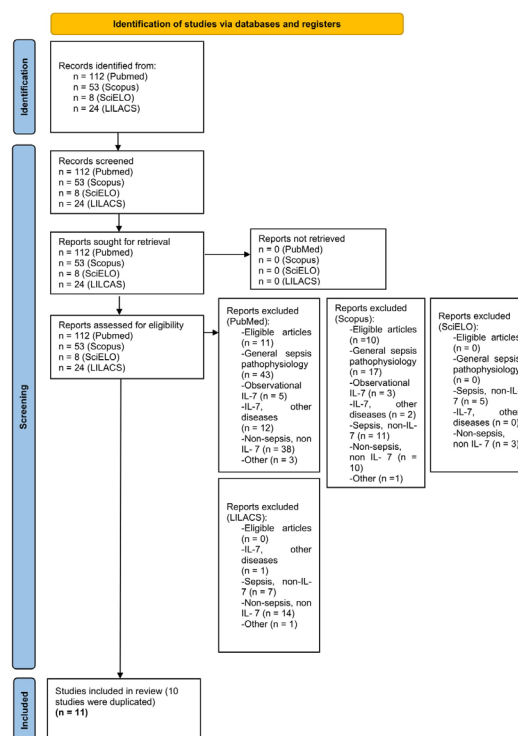 Identification of studies via databases and registers
Identification
Records identified from:
n = 112 (Pubmed)
n = 53 (Scopus)
n = 8 (SciELO)
n = 24 (LILACS)
Screening
Records screened
n = 112 (Pubmed)
n = 53 (Scopus)
n = 8 (SciELO)
n = 24 (LILACS)
Reports sought for retrieval
n = 112 (Pubmed)
n = 53 (Scopus)
n = 8 (SciELO)
n = 24 (LILCAS)
Reports not retrieved
n = 0 (PubMed)
n = 0 (Scopus)
n = 0 (SciELO)
n = 0 (LILACS)
Reports assessed for eligibility
n = 112 (Pubmed)
n = 53 (Scopus)
n = 8 (SciELO)
n = 24 (LILACS)
Reports excluded
(PubMed):
-Eligible articles
(n = 11)
-General sepsis
pathophysiology
(n = 43)
-Observational
IL-7 (n = 5)
-IL-7, other
diseases
(n = 12)
-Non-sepsis, non
IL- 7 (n = 38)
-Other (n = 3)
Reports excluded
(Scopus):
-Eligible articles
(n =10)
-General sepsis
pathophysiology
(n = 17)
-Observational
IL-7 (n = 3)
-IL-7, other
diseases (n = 2)
-Sepsis, non-IL-
7 (n = 11)
-Non-sepsis,
non IL- 7 (n =
10)
-Other (n =1)
Reports excluded
(SciELO):
-Eligible articles
(n = 0)
-General sepsis
pathophysiology
(n = 0)
-Sepsis, non-IL-
7 (n = 5)
-IL-7, other
diseases (n = 0)
-Non-sepsis,
non IL- 7 (n = 3)
Reports excluded
(LILACS):
-Eligible articles
(n = 0)
-IL-7, other
diseases
(n = 1)
-Sepsis, non-IL-
7 (n = 7)
-Non-sepsis, non
IL- 7 (n = 14)
-Other (n = 1)
Included
Studies included in review (10
studies were duplicated)
(n = 11)